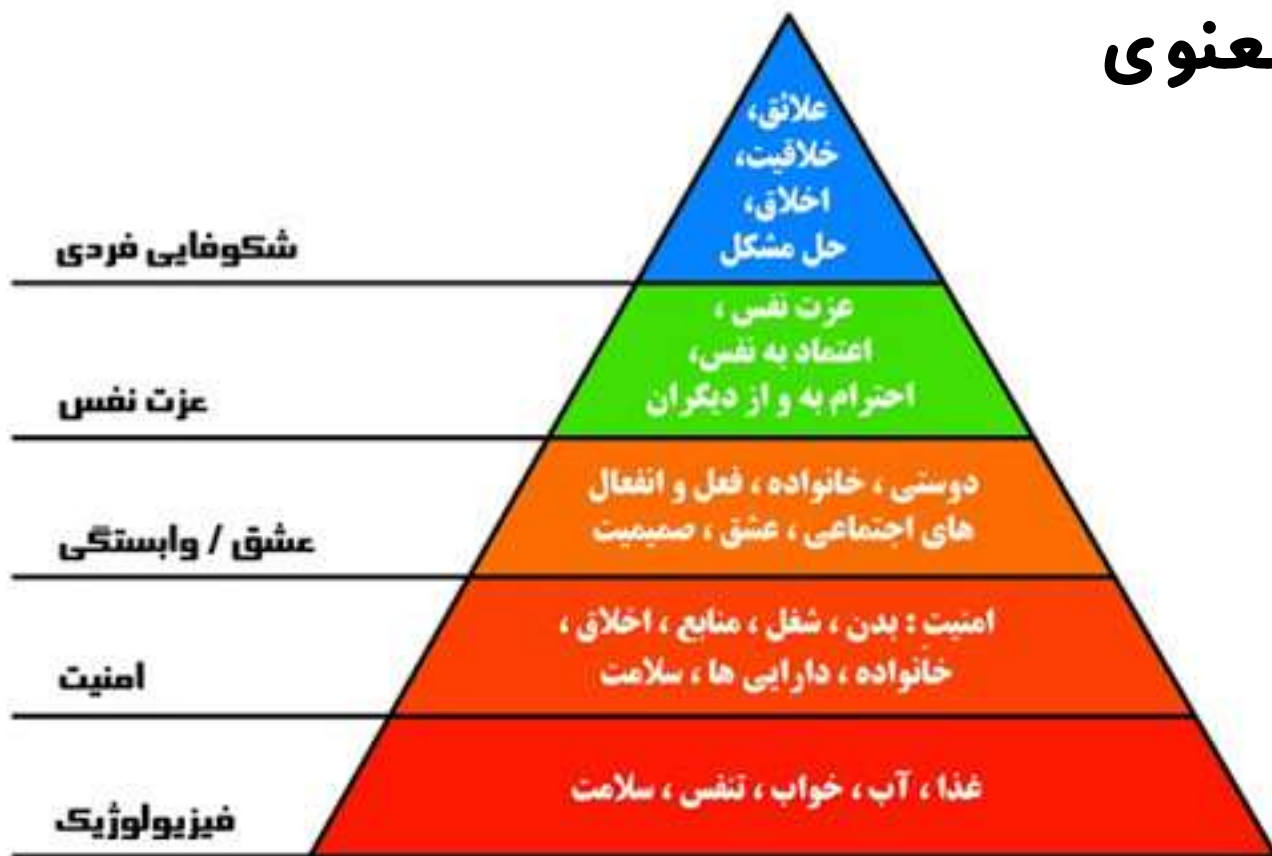 علائق،
خلاقیت،
اخلاق،
حل مشکل
شکوفایی فردی
عزت نفس ،
اعتماد به نفس،
احترام به و از دیگران
عزت نفس
دوستی ، خانواده ، فعل و انفعال
های اجتماعی ، عشق ، صمیمیت
عشق / وابستگی
امنیت : بدن ، شغل ، منابع ، اخلاق ،
خانواده ، دارایی ها ، سلامت
امنیت
غذا ، آب ، خواب ، تنفس ، سلامت
فیزیولوژیک